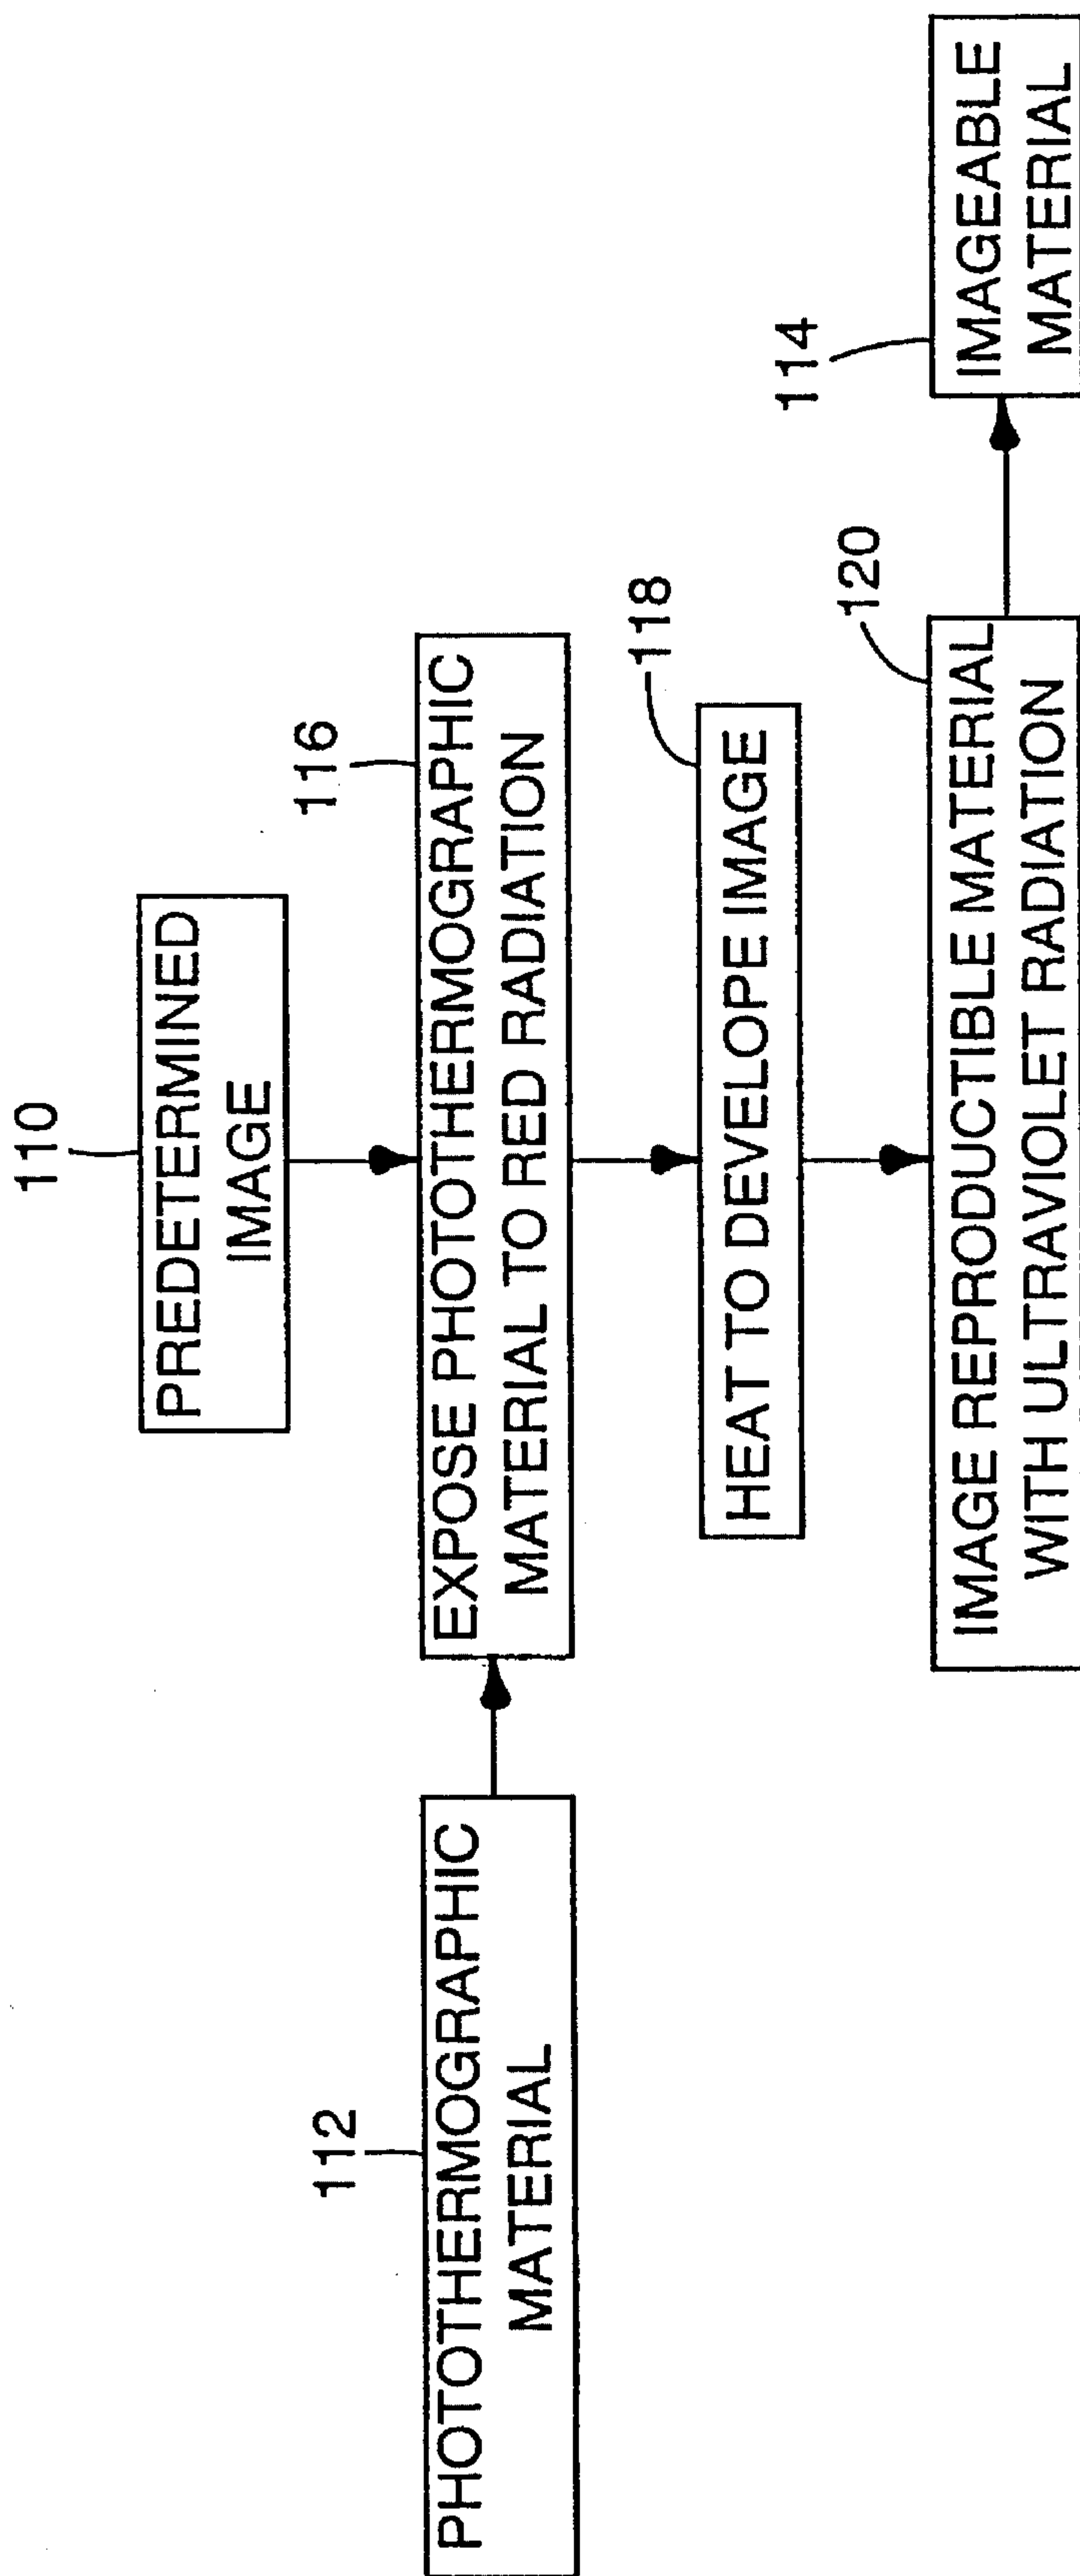 110
PREDETERMINED
IMAGE
112
PHOTOTHERMOGRAPHIC
MATERIAL
116
EXPOSE PHOTOTHERMOGRAPHIC
MATERIAL TO RED RADIATION
118
HEAT TO DEVELOPE IMAGE
120
IMAGE REPRODUCTIBLE MATERIAL
WITH ULTRAVIOLET RADIATION
114
IMAGEABLE
MATERIAL